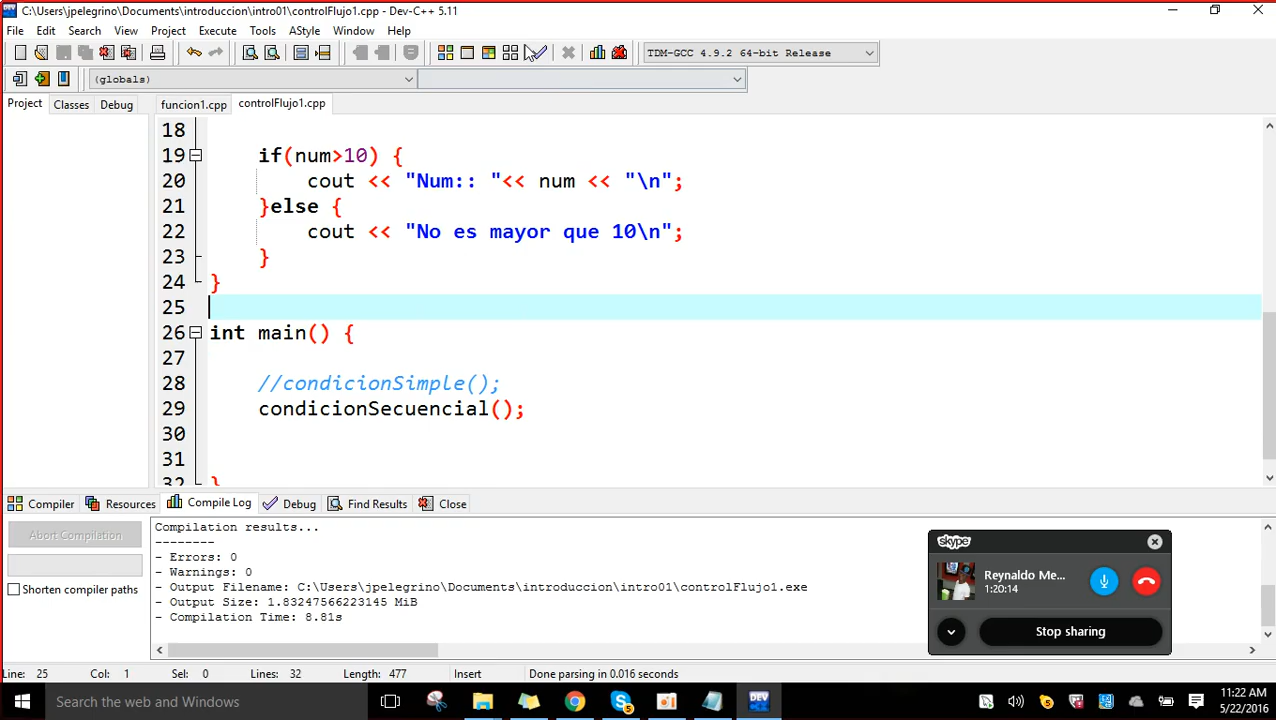 C:\Users\jpelegrino\Documents\introduccion\intro01\controlFlujo1.cpp - Dev-C++ 5.11
File Edit Search View Project Execute Tools AStyle Window Help
TDM-GCC 4.9.2 64-bit Release
(globals)
Project Classes Debug funcion1.cpp controlFlujo1.cpp
18
19 if(num>10) {
20 cout << "Num:: "<< num << "\n";
21 }else {
22 cout << "No es mayor que 10\n";
23 }
24 }
25
26 int main() {
27
28 //condicionSimple();
29 condicionSecuencial();
30
31
32 }
Compiler Resources Compile Log Debug Find Results Close
Abort Compilation
Shorten compiler paths
Compilation results...
--------
- Errors: 0
- Warnings: 0
- Output Filename: C:\Users\jpelegrino\Documents\introduccion\intro01\controlFlujo1.exe
- Output Size: 1.83247566223145 MiB
- Compilation Time: 8.81s
skype
Reynaldo Me...
1:20:14
Stop sharing
Line: 25 Col: 1 Sel: 0 Lines: 32 Length: 477 Insert Done parsing in 0.016 seconds
Search the web and Windows
DEV
11:22 AM
5/22/2016